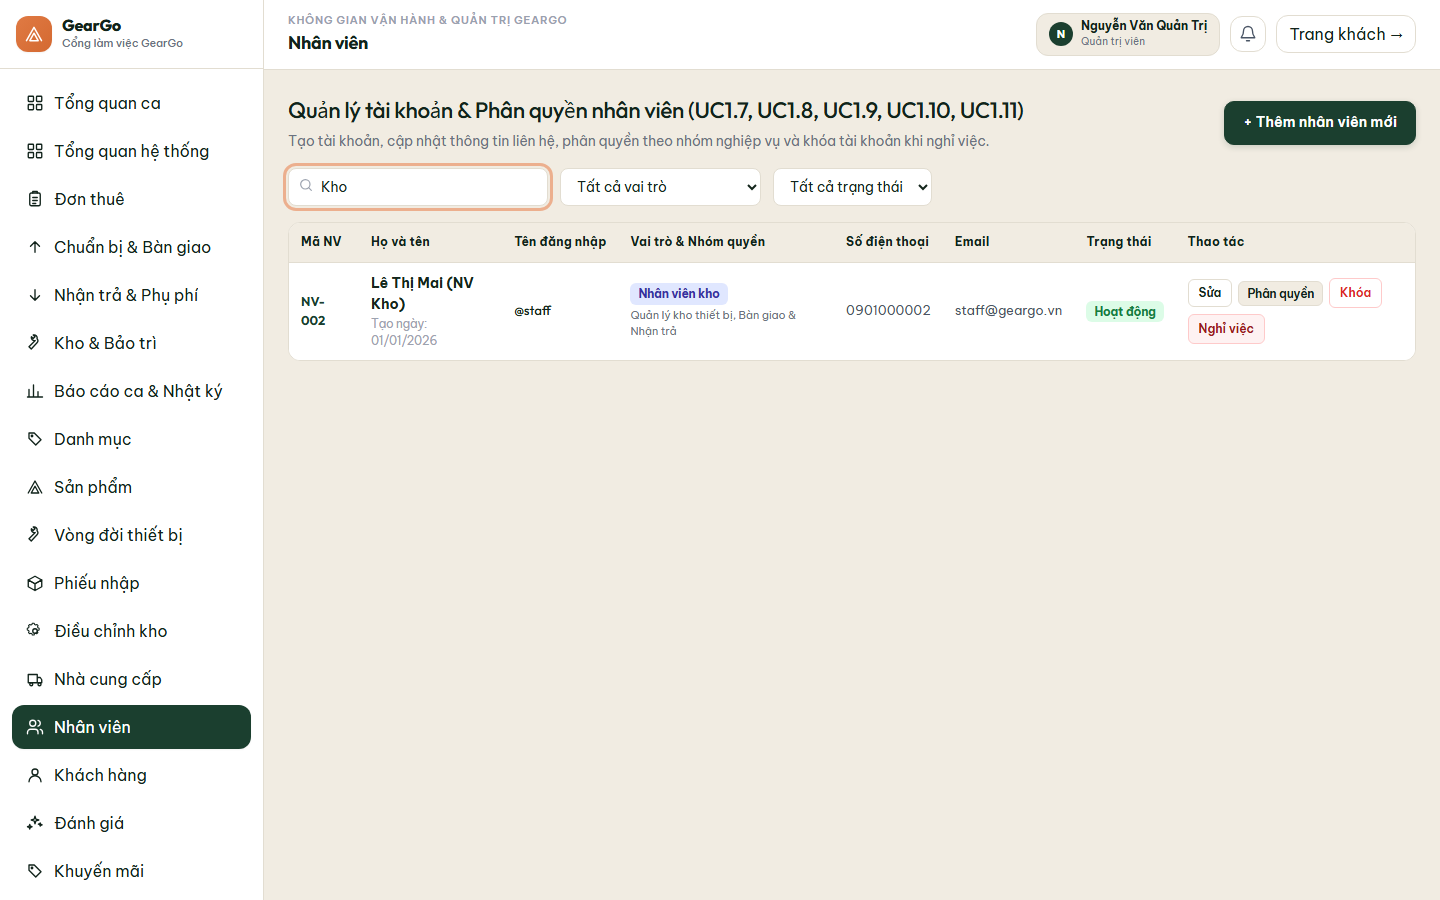 GearGo
Cổng làm việc GearGo
Tổng quan ca
Tổng quan hệ thống
Đơn thuê
Chuẩn bị & Bàn giao
Nhận trả & Phụ phí
Kho & Bảo trì
Báo cáo ca & Nhật ký
Danh mục
Sản phẩm
Vòng đời thiết bị
Phiếu nhập
Điều chỉnh kho
Nhà cung cấp
Nhân viên
Khách hàng
Đánh giá
Khuyến mãi
KHÔNG GIAN VẬN HÀNH & QUẢN TRỊ GEARGO
Nhân viên
N
Nguyễn Văn Quản Trị
Quản trị viên
Trang khách →
Quản lý tài khoản & Phân quyền nhân viên (UC1.7, UC1.8, UC1.9, UC1.10, UC1.11)
Tạo tài khoản, cập nhật thông tin liên hệ, phân quyền theo nhóm nghiệp vụ và khóa tài khoản khi nghỉ việc.
+ Thêm nhân viên mới
Kho
Tất cả vai trò
Tất cả trạng thái
Mã NV Họ và tên Tên đăng nhập Vai trò & Nhóm quyền Số điện thoại Email Trạng thái Thao tác
NV-
002
Lê Thị Mai (NV
Kho)
Tạo ngày:
01/01/2026
@staff
Nhân viên kho
Quản lý kho thiết bị, Bàn giao &
Nhận trả
0901000002
staff@geargo.vn
Hoạt động
Sửa Phân quyền Khóa
Nghỉ việc